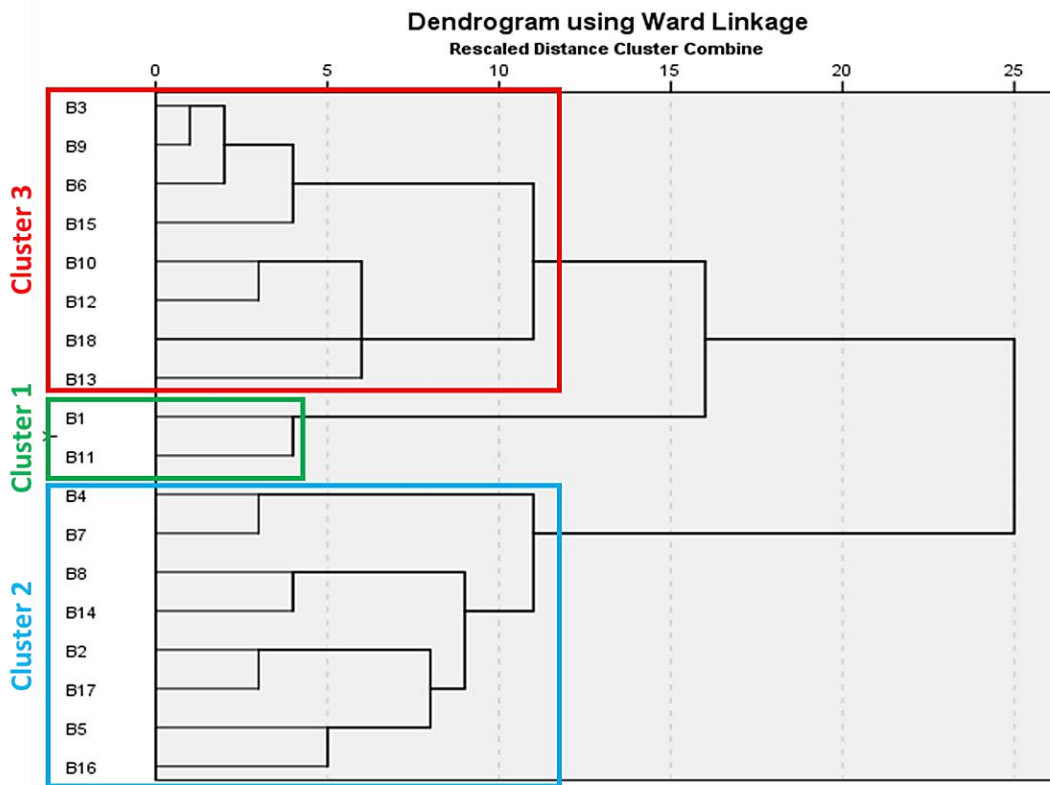 Dendrogram using Ward Linkage
Rescaled Distance Cluster Combine
0 5 10 15 20 25
Cluster 3
B3
B9
B6
B15
B10
B12
B18
B13
Cluster 1
B1
B11
Cluster 2
B4
B7
B8
B14
B2
B17
B5
B16